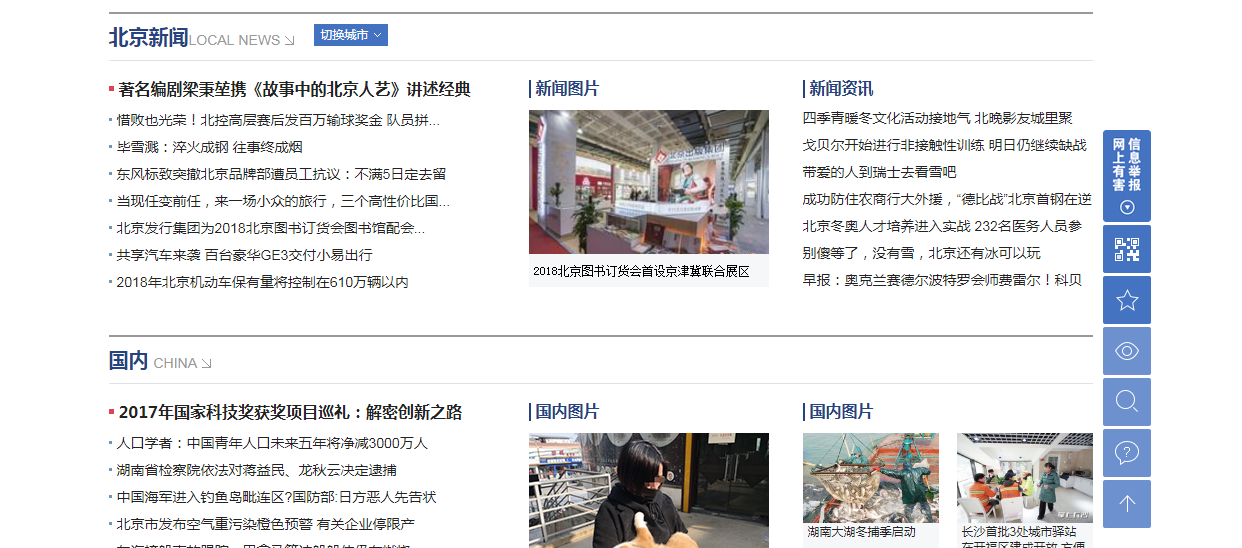 北京新闻LOCAL NEWS
切换城市
著名编剧梁秉堃携《故事中的北京人艺》讲述经典
惜败也光荣！北控高层赛后发百万输球奖金 队员拼...
毕雪溅：淬火成钢 往事终成烟
东风标致突撤北京品牌部遭员工抗议：不满5日定去留
当现任变前任，来一场小众的旅行，三个高性价比国...
北京发行集团为2018北京图书订货会图书馆配会...
共享汽车来袭 百台豪华GE3交付小易出行
2018年北京机动车保有量将控制在610万辆以内
新闻图片
北京出版集团
2018北京图书订货会首设京津冀联合展区
新闻资讯
四季青暖冬文化活动接地气 北晚影友城里聚
戈贝尔开始进行非接触性训练 明日仍继续缺战
带爱的人到瑞士去看雪吧
成功防住农商行大外援，“德比战”北京首钢在逆
北京冬奥人才培养进入实战 232名医务人员参
别傻等了，没有雪，北京还有冰可以玩
早报：奥克兰赛德尔波特罗会师费雷尔！科贝
网上有害
信息举报
国内 CHINA
2017年国家科技奖获奖项目巡礼：解密创新之路
人口学者：中国青年人口未来五年将净减3000万人
湖南省检察院依法对蒋益民、龙秋云决定逮捕
中国海军进入钓鱼岛毗连区?国防部:日方恶人先告状
北京市发布空气重污染橙色预警 有关企业停限产
国内图片
国内图片
湖南大湖冬捕季启动
长沙首批3处城市驿站
在开福区建成开放 方便